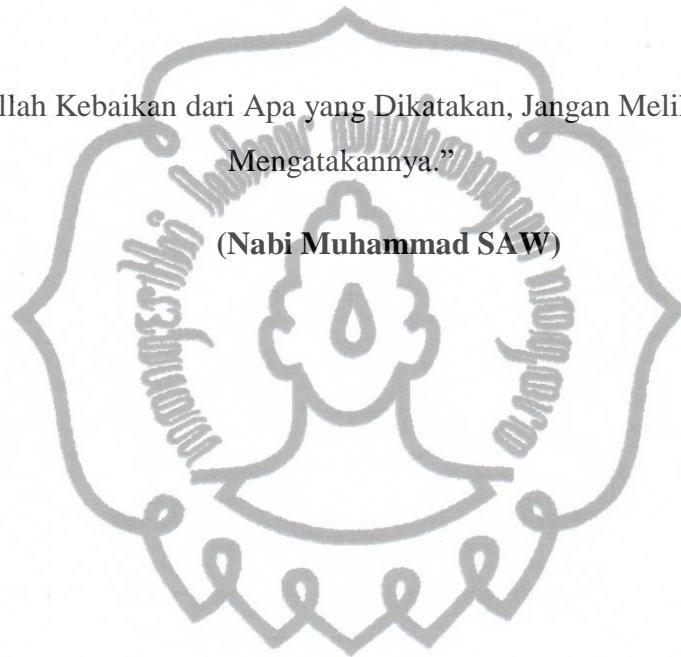 llah Kebaikan dari Apa yang Dikatakan, Jangan Meli
Mengatakannya.”
(Nabi Muhammad SAW)